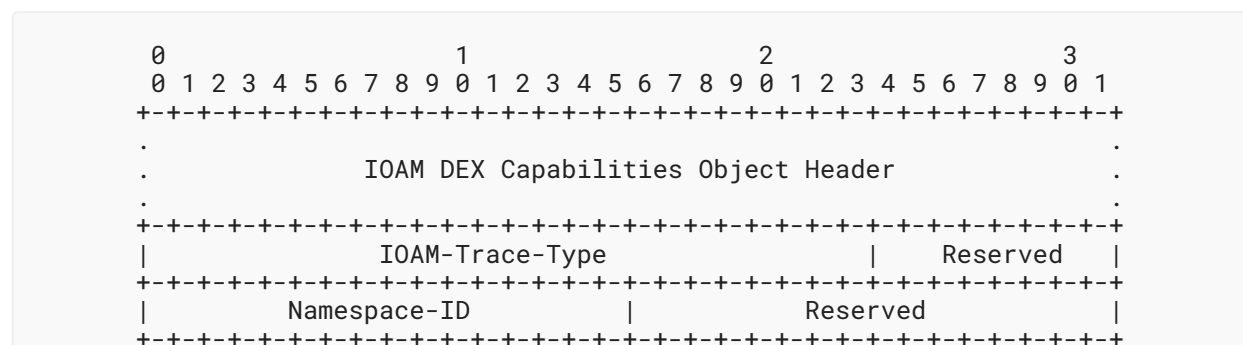 0                   1                   2                   3
 0 1 2 3 4 5 6 7 8 9 0 1 2 3 4 5 6 7 8 9 0 1 2 3 4 5 6 7 8 9 0 1
+-+-+-+-+-+-+-+-+-+-+-+-+-+-+-+-+-+-+-+-+-+-+-+-+-+-+-+-+-+-+-+-+
.                                                               .
.              IOAM DEX Capabilities Object Header              .
.                                                               .
+-+-+-+-+-+-+-+-+-+-+-+-+-+-+-+-+-+-+-+-+-+-+-+-+-+-+-+-+-+-+-+-+
|               IOAM-Trace-Type                 |    Reserved   |
+-+-+-+-+-+-+-+-+-+-+-+-+-+-+-+-+-+-+-+-+-+-+-+-+-+-+-+-+-+-+-+-+
|         Namespace-ID          |           Reserved            |
+-+-+-+-+-+-+-+-+-+-+-+-+-+-+-+-+-+-+-+-+-+-+-+-+-+-+-+-+-+-+-+-+